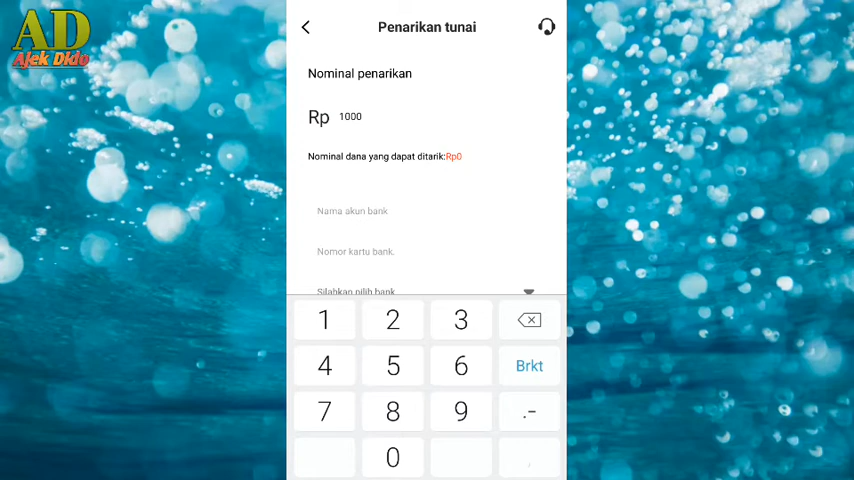 AD
Ajek Dido
Penarikan tunai
Nominal penarikan
Rp 1000
Nominal dana yang dapat ditarik:Rp0
Nama akun bank
Nomor kartu bank.
Silahkan pilih bank
1 2 3
4 5 6 Brkt
7 8 9 .-
0 ,